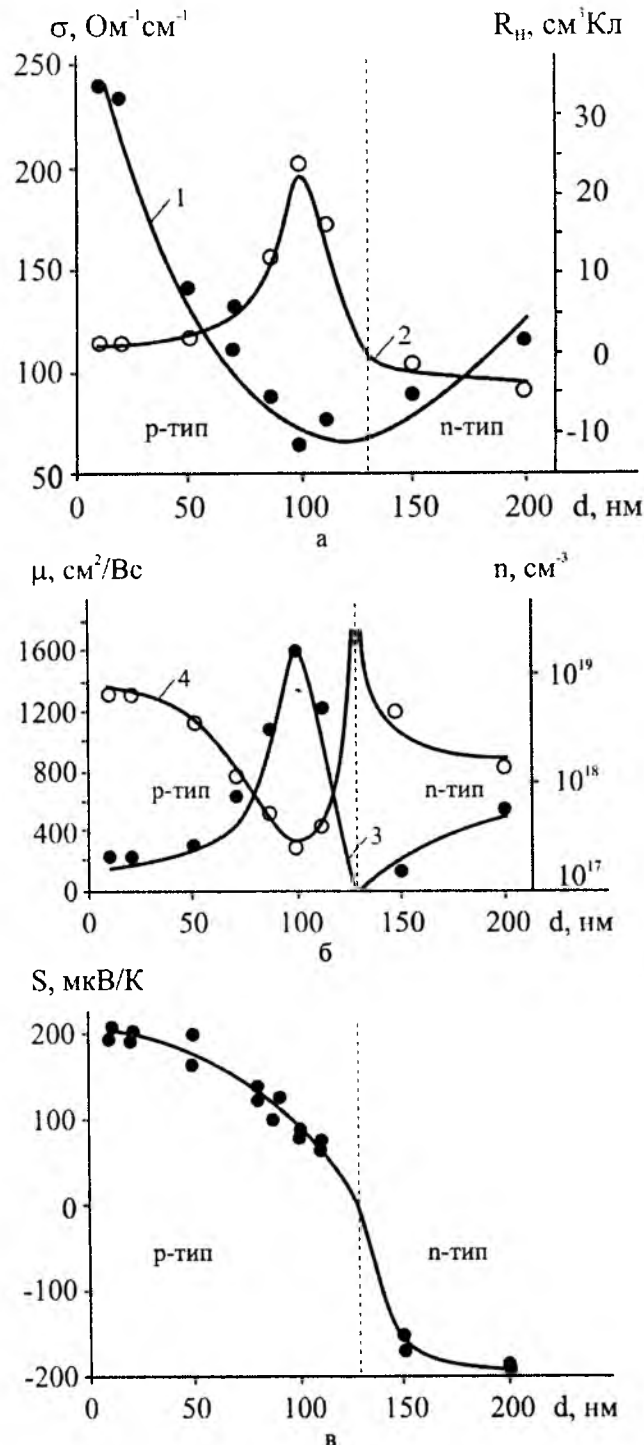 σ, Ом⁻¹см⁻¹ R_H, см³Кл
250
200
150
100
50
30
20
10
0
-10
1
2
p-тип n-тип
0 50 100 150 200 d, нм
а
μ, см²/Вс n, см⁻³
1600
1200
800
400
0
10¹⁹
10¹⁸
10¹⁷
4
3
p-тип n-тип
0 50 100 150 200 d, нм
б
S, мкВ/К
200
100
0
-100
-200
p-тип n-тип
0 50 100 150 200 d, нм
в